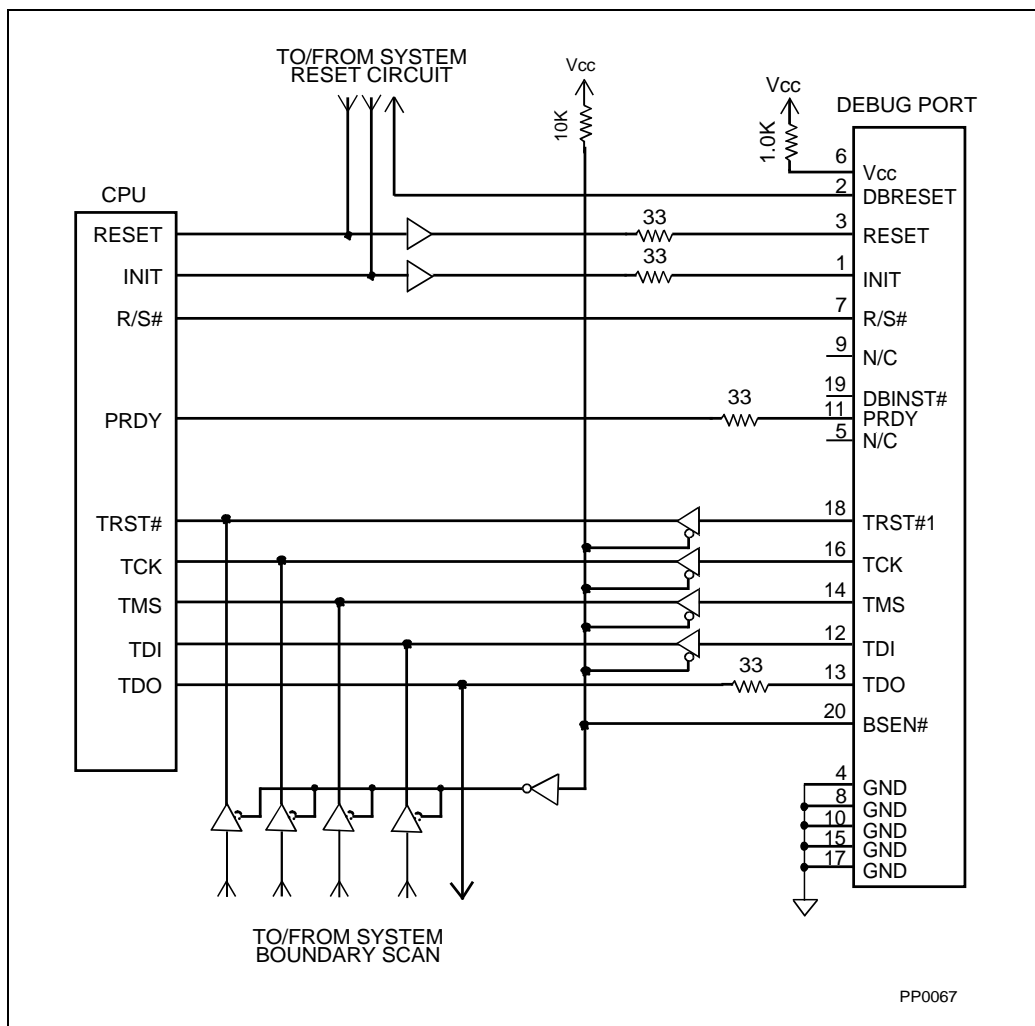 TO/FROM SYSTEM
RESET CIRCUIT
Vcc
10K
Vcc
1.0K
DEBUG PORT
CPU
6
Vcc
2
DBRESET
RESET
33
3
RESET
INIT
33
1
INIT
R/S#
7
R/S#
9
N/C
19
DBINST#
PRDY
33
11
PRDY
5
N/C
TRST#
18
TRST#1
TCK
16
TCK
TMS
14
TMS
TDI
12
TDI
TDO
33
13
TDO
20
BSEN#
4
GND
8
GND
10
GND
15
GND
17
GND
TO/FROM SYSTEM
BOUNDARY SCAN
PP0067